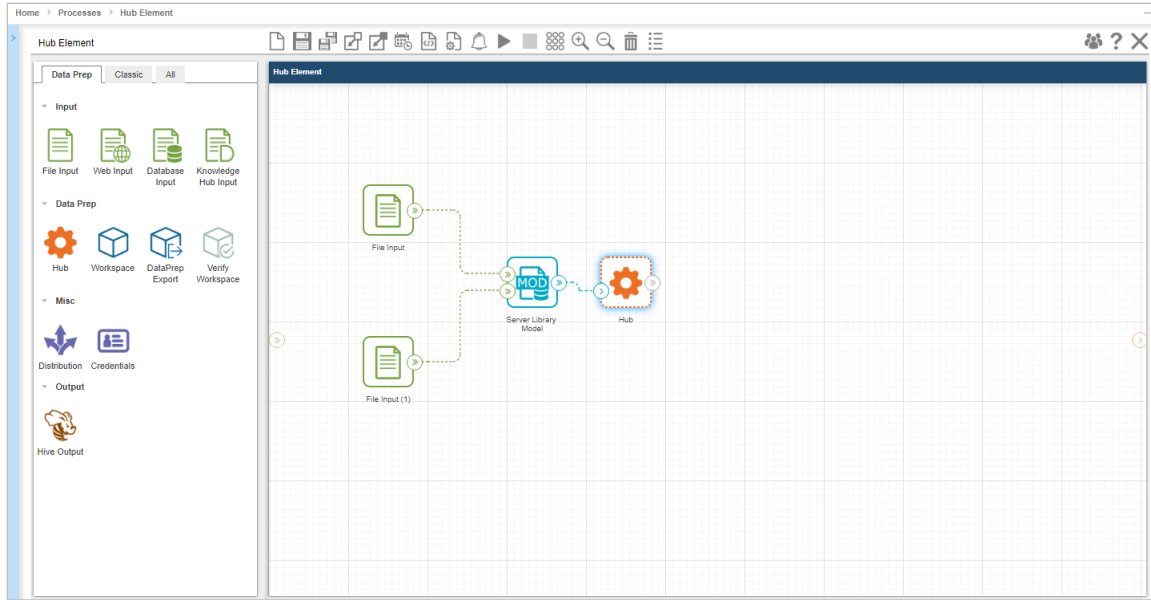 Home > Processes > Hub Element
Hub Element
Data Prep Classic All
Hub Element
Input
File Input Web Input Database Input Knowledge Hub Input
Data Prep
Hub Workspace DataPrep Export Verify Workspace
Misc
Distribution Credentials
Output
Hive Output
File Input
MOD
Server Library
Model
Hub
File Input (1)